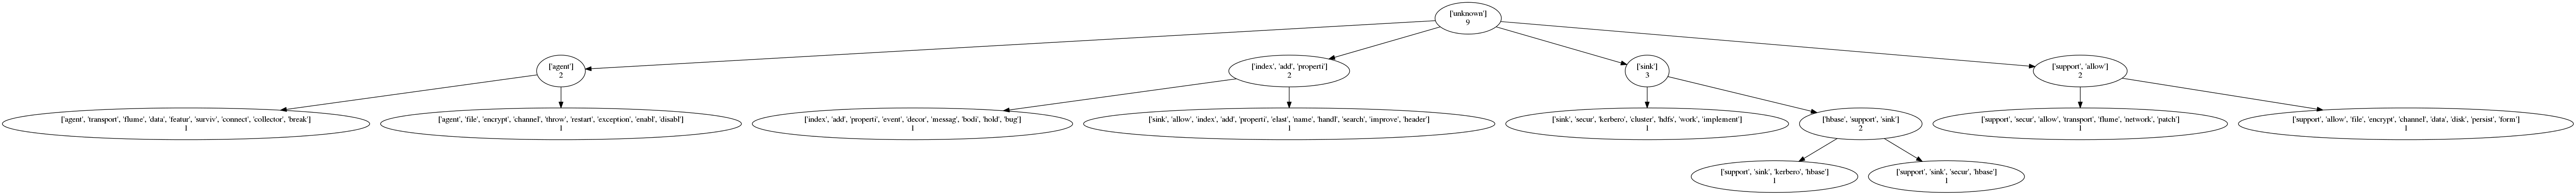 ['unknown']
9
['agent']
2
['index', 'add', 'properti']
2
['sink']
3
['support', 'allow']
2
['agent', 'transport', 'flume', 'data', 'featur', 'surviv', 'connect', 'collector', 'break']
1
['agent', 'file', 'encrypt', 'channel', 'throw', 'restart', 'exception', 'enabl', 'disabl']
1
['index', 'add', 'properti', 'event', 'decor', 'messag', 'bodi', 'hold', 'bug']
1
['sink', 'allow', 'index', 'add', 'properti', 'elast', 'name', 'handl', 'search', 'improve', 'header']
1
['sink', 'secur', 'kerbero', 'cluster', 'hdfs', 'work', 'implement']
1
['hbase', 'support', 'sink']
2
['support', 'secur', 'allow', 'transport', 'flume', 'network', 'patch']
1
['support', 'allow', 'file', 'encrypt', 'channel', 'data', 'disk', 'persist', 'form']
1
['support', 'sink', 'kerbero', 'hbase']
1
['support', 'sink', 'secur', 'hbase']
1